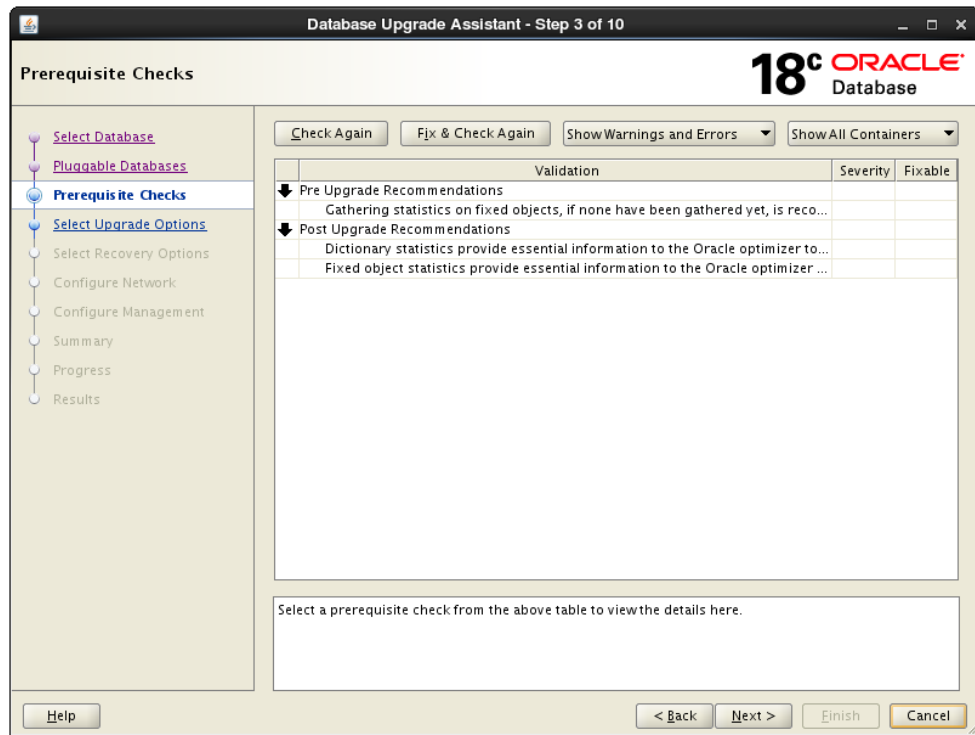 Database Upgrade Assistant - Step 3 of 10
Prerequisite Checks
18c ORACLE
Database
Select Database
Pluggable Databases
Prerequisite Checks
Select Upgrade Options
Select Recovery Options
Configure Network
Configure Management
Summary
Progress
Results
Check Again
Fix & Check Again
Show Warnings and Errors
Show All Containers
Validation
Severity
Fixable
Pre Upgrade Recommendations
Gathering statistics on fixed objects, if none have been gathered yet, is reco...
Post Upgrade Recommendations
Dictionary statistics provide essential information to the Oracle optimizer to...
Fixed object statistics provide essential information to the Oracle optimizer ...
Select a prerequisite check from the above table to view the details here.
Help
< Back
Next >
Finish
Cancel